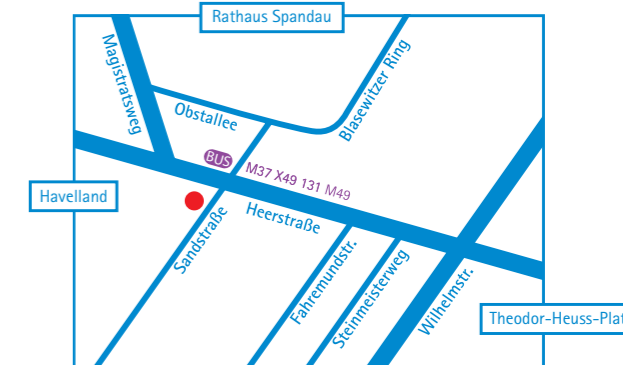 Rathaus Spandau
Magistratsweg
Obstallee
Blasewitzer Ring
BUS
M37 X49 131 M49
Havelland
Heerstraße
Sandstraße
Fahremundstr.
Steinmeisterweg
Wilhelmstr.
Theodor-Heuss-Plat